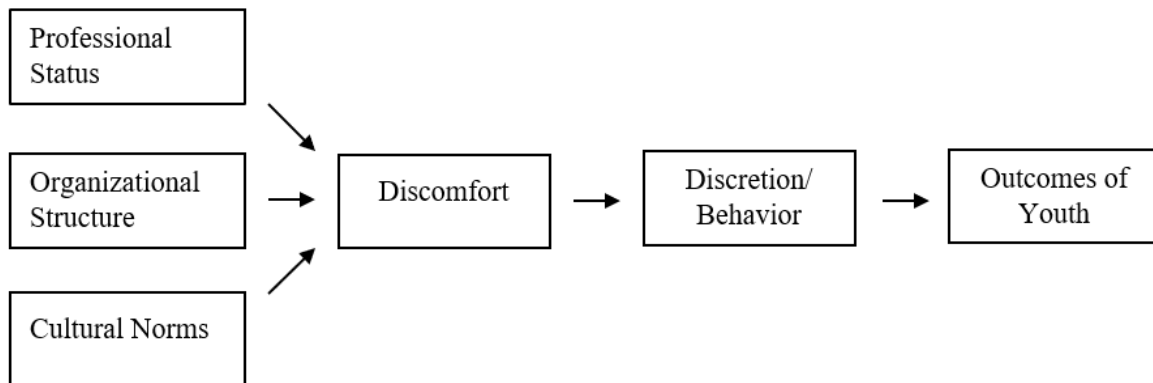 Professional
Status
Organizational
Structure
Cultural Norms
Discomfort
Discretion/
Behavior
Outcomes of
Youth